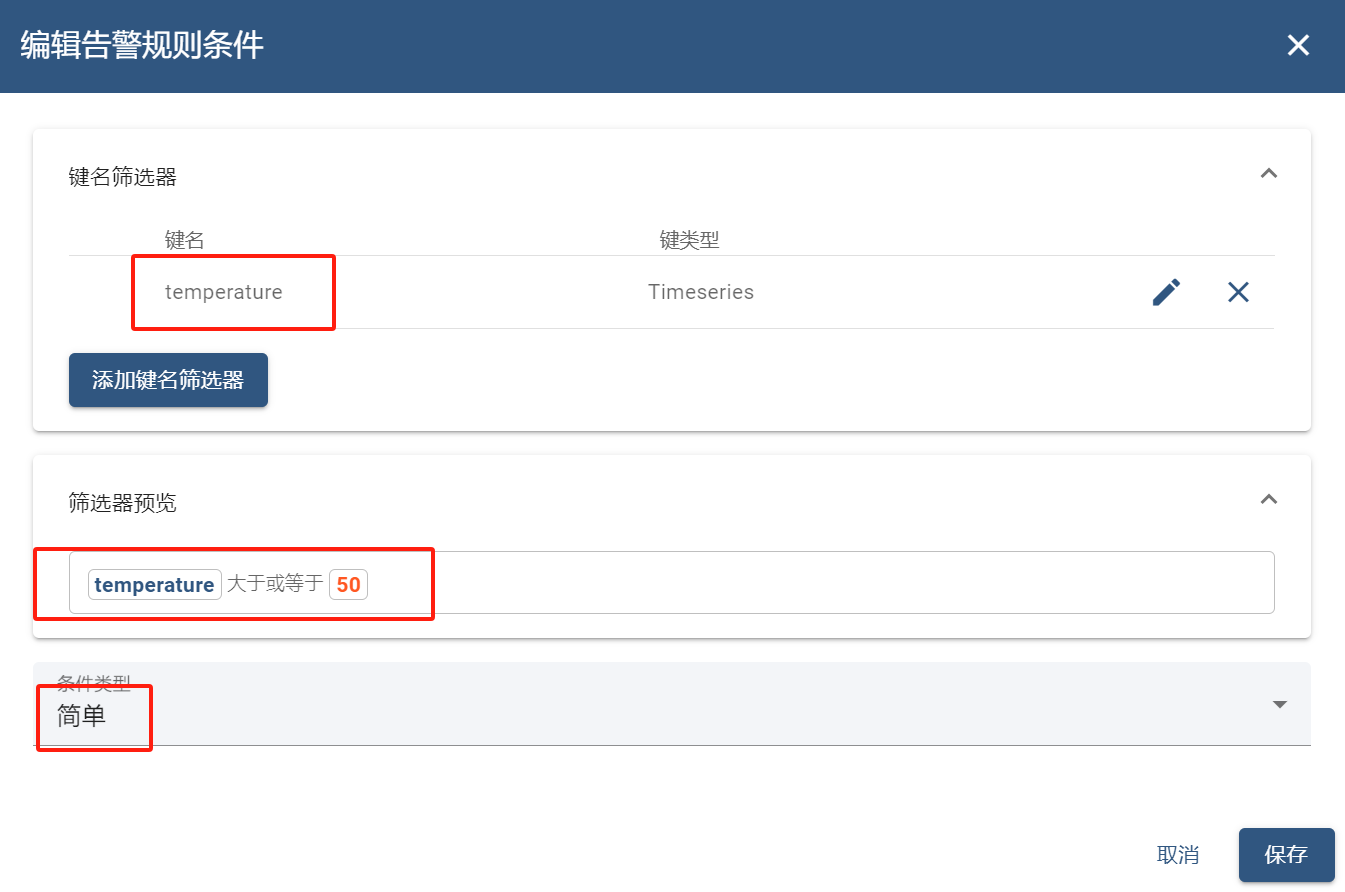 编辑告警规则条件
键名筛选器
键名 键类型
temperature Timeseries
添加键名筛选器
筛选器预览
temperature 大于或等于 50
条件类型
简单
取消 保存